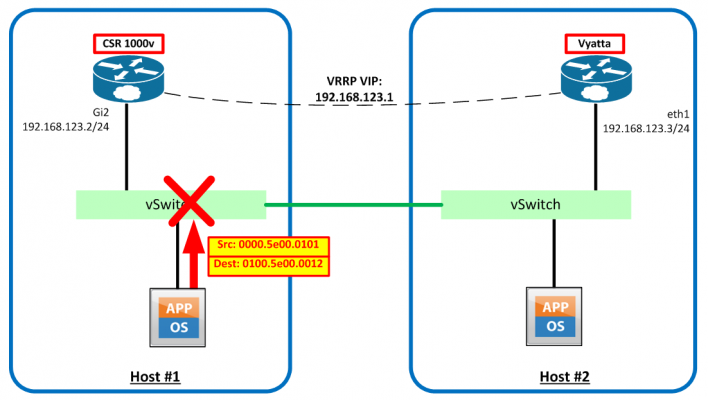 CSR 1000v
Vyatta
VRRP VIP:
192.168.123.1
Gi2
192.168.123.2/24
eth1
192.168.123.3/24
vSwitch
vSwitch
Src: 0000.5e00.0101
Dest: 0100.5e00.0012
APP
OS
APP
OS
Host #1
Host #2